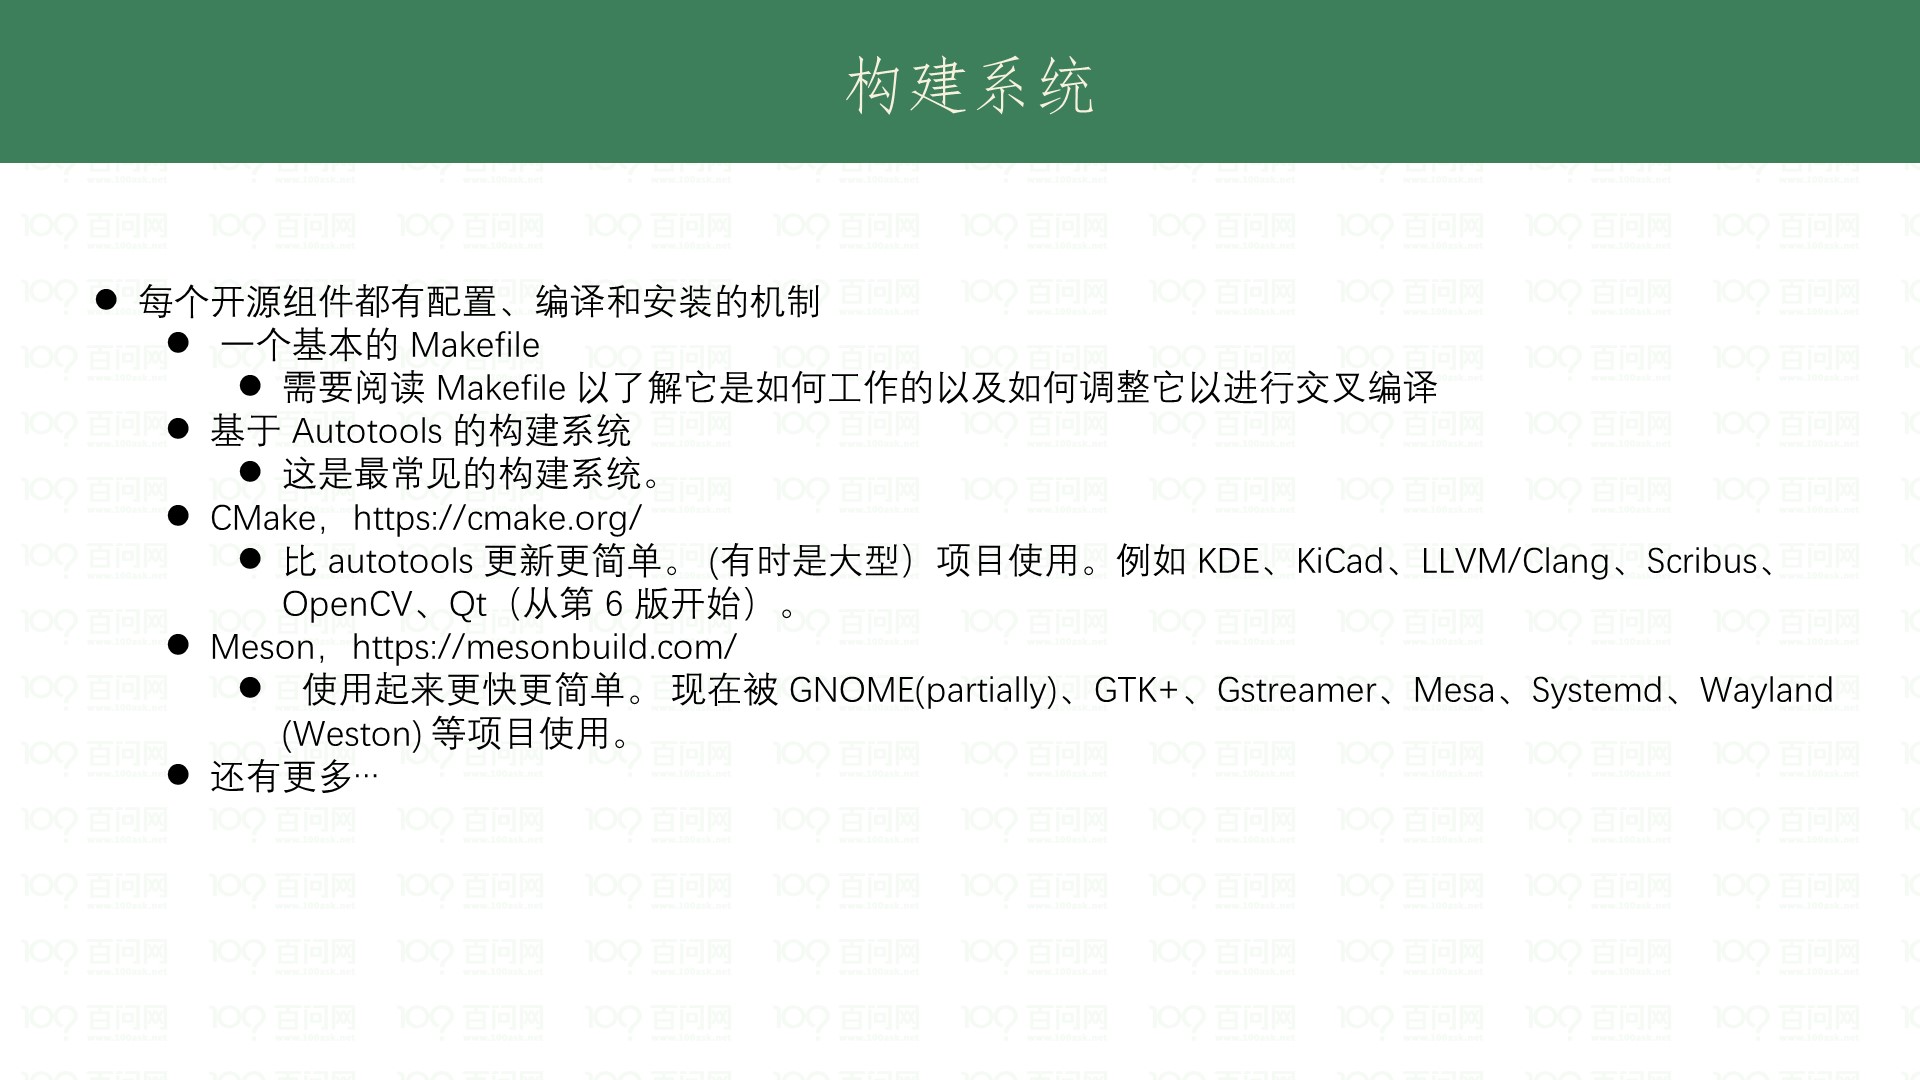 构建系统
每个开源组件都有配置、编译和安装的机制
一个基本的 Makefile
需要阅读 Makefile 以了解它是如何工作的以及如何调整它以进行交叉编译
基于 Autotools 的构建系统
这是最常见的构建系统。
CMake，https://cmake.org/
比 autotools 更新更简单。 (有时是大型）项目使用。例如 KDE、KiCad、LLVM/Clang、Scribus、
OpenCV、Qt（从第 6 版开始）。
Meson，https://mesonbuild.com/
使用起来更快更简单。 现在被 GNOME(partially)、GTK+、Gstreamer、Mesa、Systemd、Wayland
(Weston) 等项目使用。
还有更多…